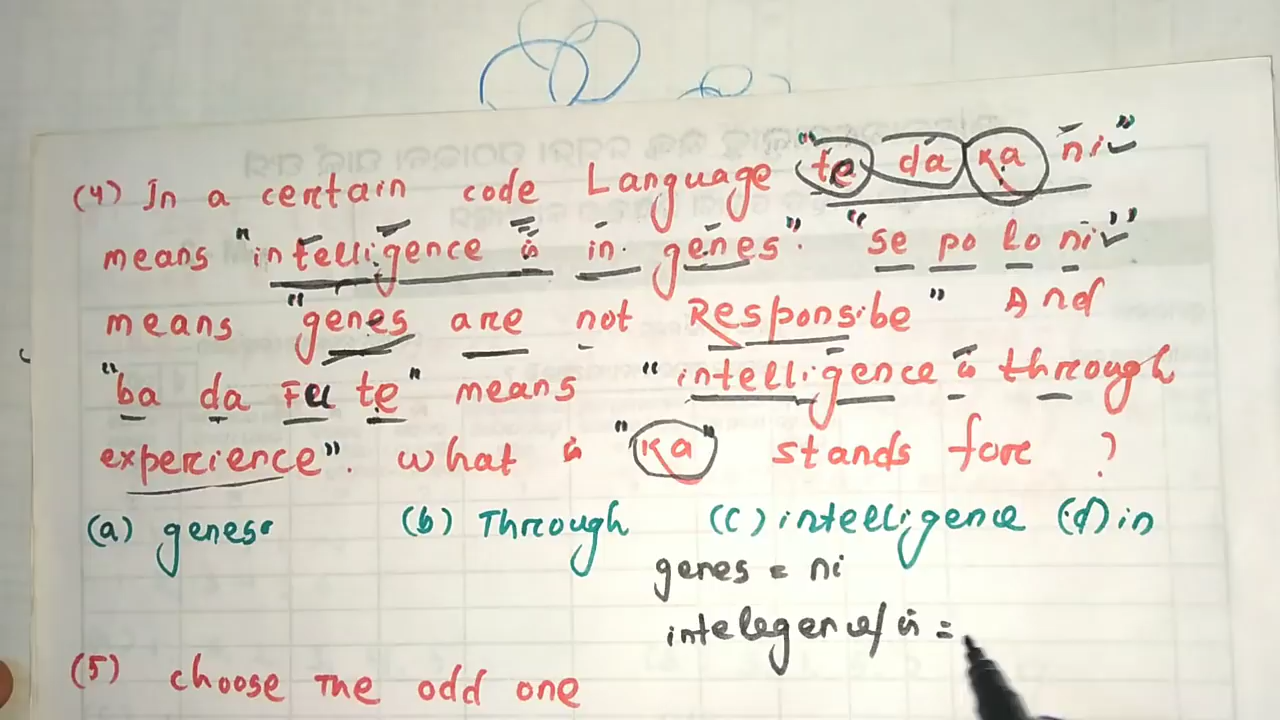 (4) In a certain code Language "te da ka ni"
means "intelligence is in genes". "se po lo ni"
means "genes are not Responsibe" And
"ba da Fu te" means "intelligence is through
experience". what is "ka" stands fore ?
(a) genes (b) Through (c) intelligence (d) in
genes = ni
intelegence/is =
(5) choose The odd one